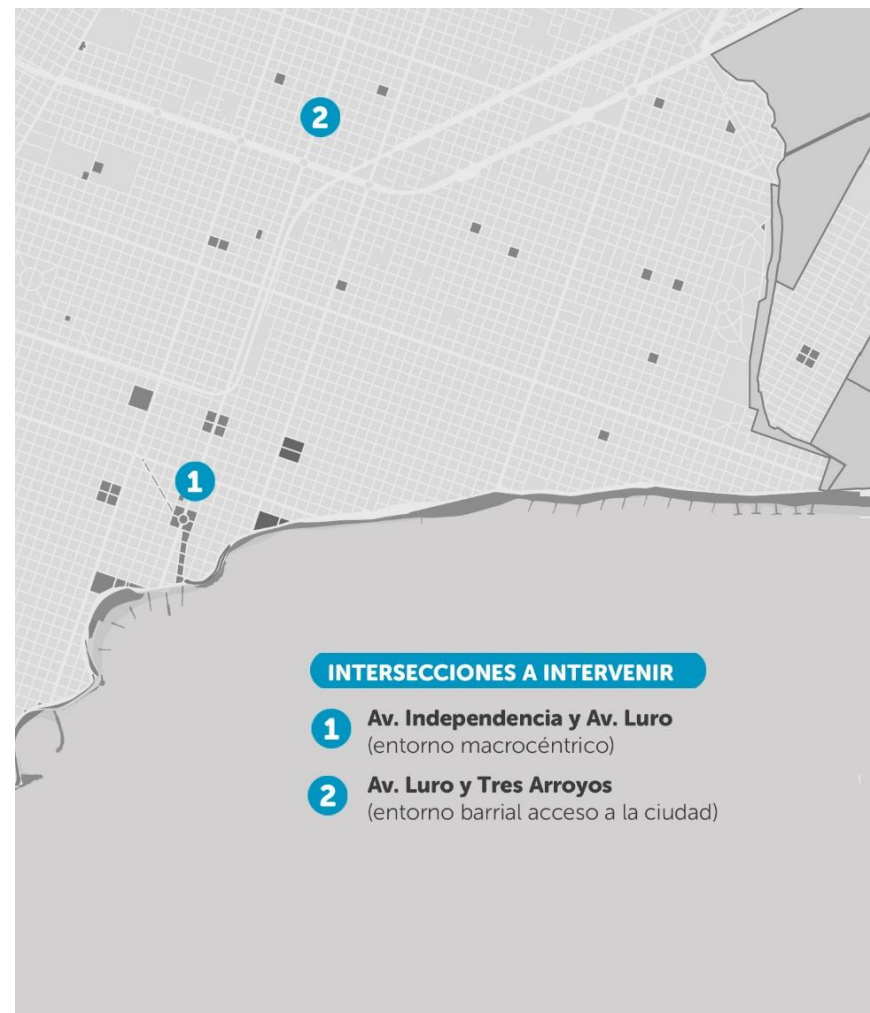 2
1
INTERSECCIONES A INTERVENIR
1 Av. Independencia y Av. Luro
(entorno macrocéntrico)
2 Av. Luro y Tres Arroyos
(entorno barrial acceso a la ciudad)